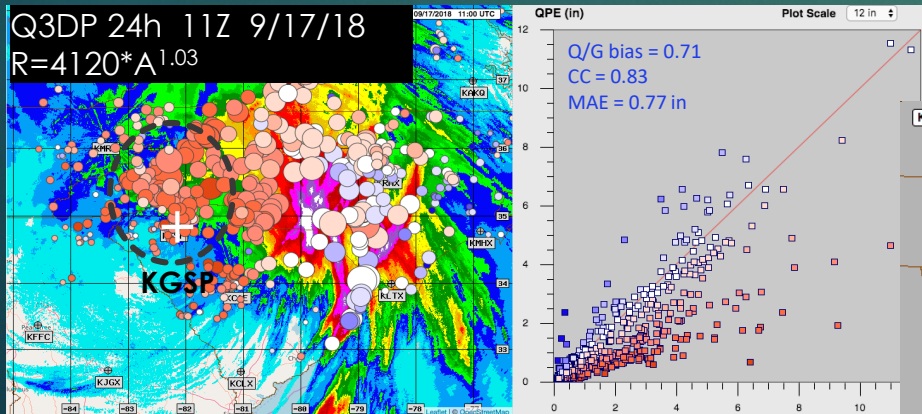 Q3DP 24h 11Z 9/17/18
R=4120*A1.03
09/17/2018 11:00 UTC
KAKQ
37
36
RAX
35
KMHX
KGSP
34
KLTX
KFFC
33
KJGX
KCLX
-84 -83 -82 -81 -80 -79 -78 -77
Leaflet | © OpenStreetMap
QPE (in)
Plot Scale 12 in
12
10
8
6
4
2
0
Q/G bias = 0.71
CC = 0.83
MAE = 0.77 in
0 2 4 6 8 10